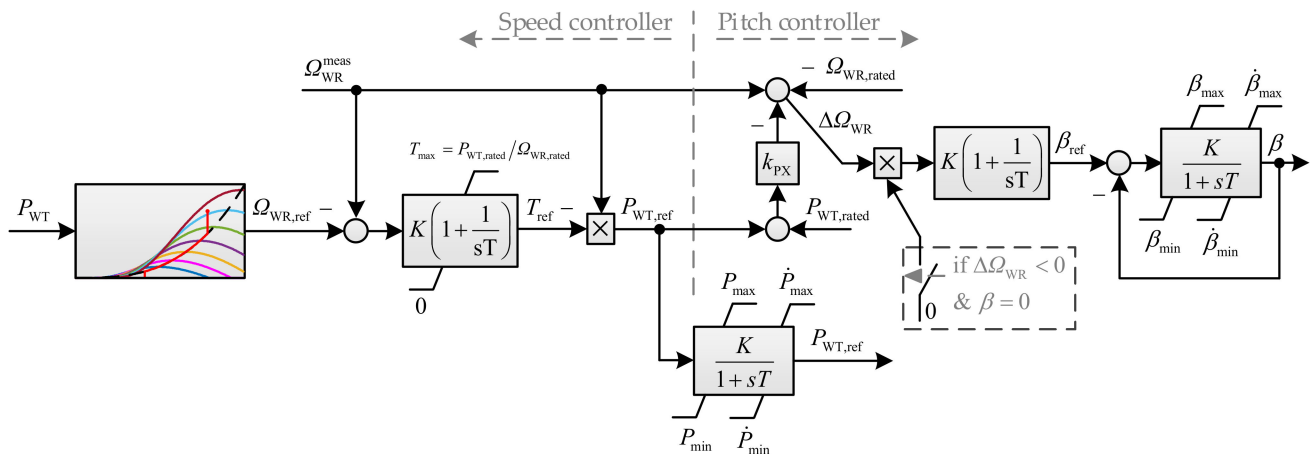 Speed controller
Pitch controller
Ω_WR^meas
− Ω_WR,rated
β_max
β̇_max
ΔΩ_WR
T_max = P_WT,rated / Ω_WR,rated
−
k_PX
×
K(1 + 1/sT)
β_ref
K/(1 + sT)
β
−
P_WT
Ω_WR,ref
−
K(1 + 1/sT)
T_ref
−
×
P_WT,ref
P_WT,rated
β_min
β̇_min
0
if ΔΩ_WR < 0
& β = 0
0
P_max
Ṗ_max
K/(1 + sT)
P_WT,ref
P_min
Ṗ_min